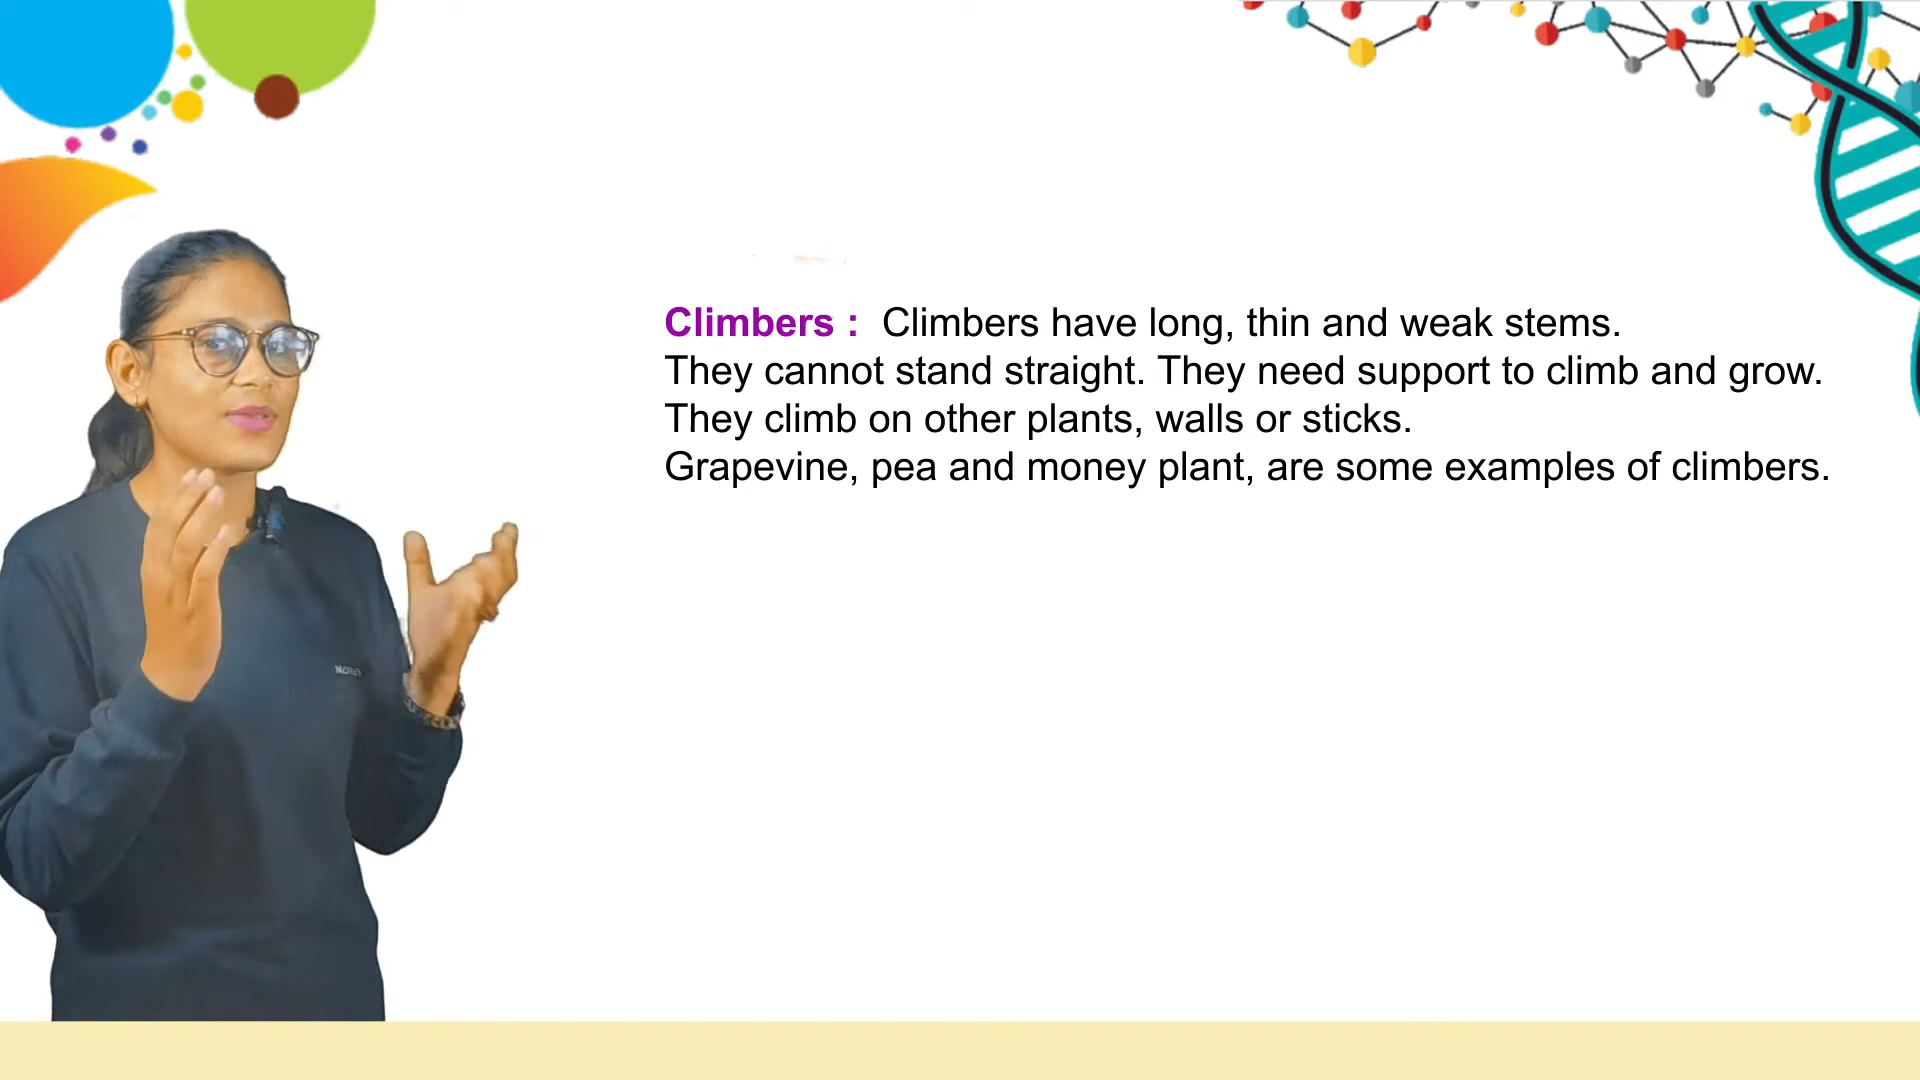 Climbers : Climbers have long, thin and weak stems.
They cannot stand straight. They need support to climb and grow.
They climb on other plants, walls or sticks.
Grapevine, pea and money plant, are some examples of climbers.